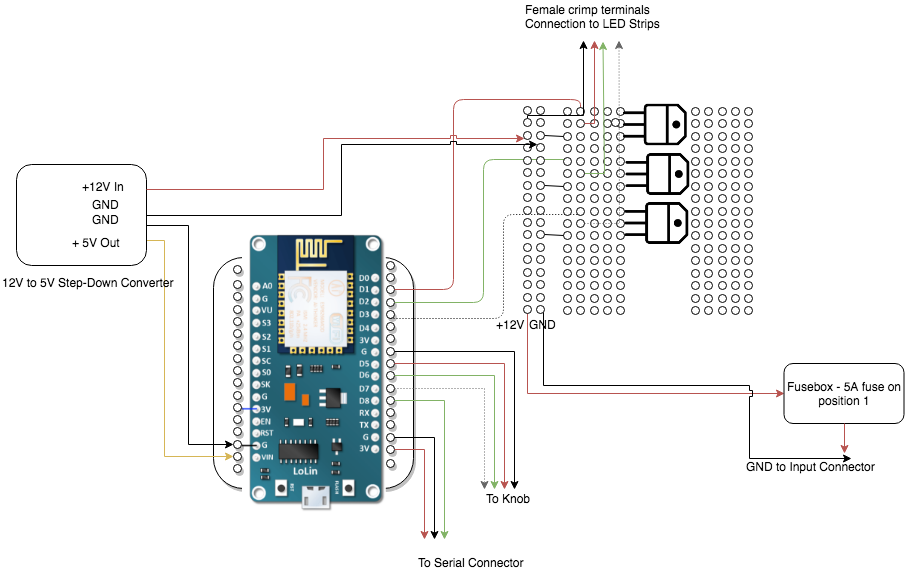 Female crimp terminals
Connection to LED Strips
+12V In
GND
GND
+ 5V Out
12V to 5V Step-Down Converter
A0
G
VU
S3
S2
S1
SC
S0
SK
G
3V
EN
RST
G
VIN
D0
D1
D2
D3
D4
3V
G
D5
D6
D7
D8
RX
TX
G
3V
LoLin
RST
+12V GND
Fusebox - 5A fuse on
position 1
GND to Input Connector
To Knob
To Serial Connector